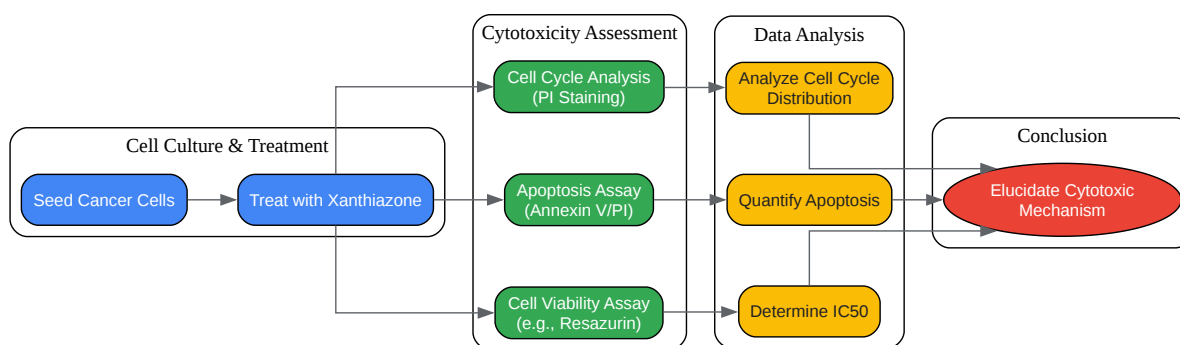 Cell Culture & Treatment
Seed Cancer Cells
Treat with Xanthiazone
Cytotoxicity Assessment
Cell Cycle Analysis
(PI Staining)
Apoptosis Assay
(Annexin V/PI)
Cell Viability Assay
(e.g., Resazurin)
Data Analysis
Analyze Cell Cycle
Distribution
Quantify Apoptosis
Determine IC50
Conclusion
Elucidate Cytotoxic
Mechanism